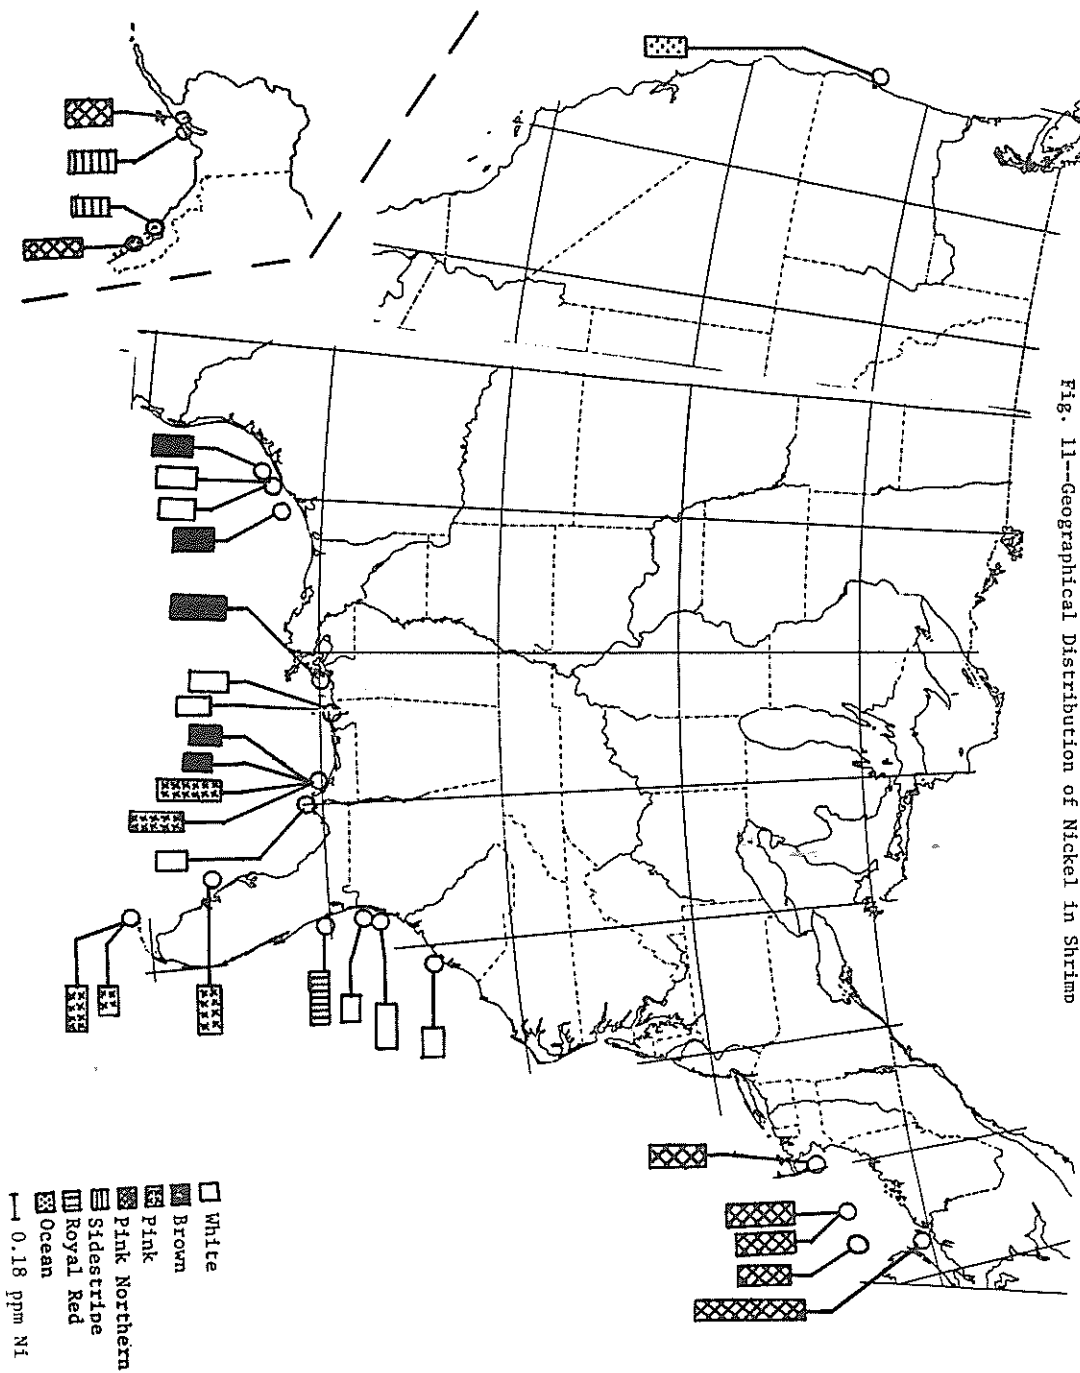 Fig. 11--Geographical Distribution of Nickel in Shrimp
White
Brown
Pink
Pink Northern
Sidestripe
Royal Red
Ocean
0.18 ppm Ni